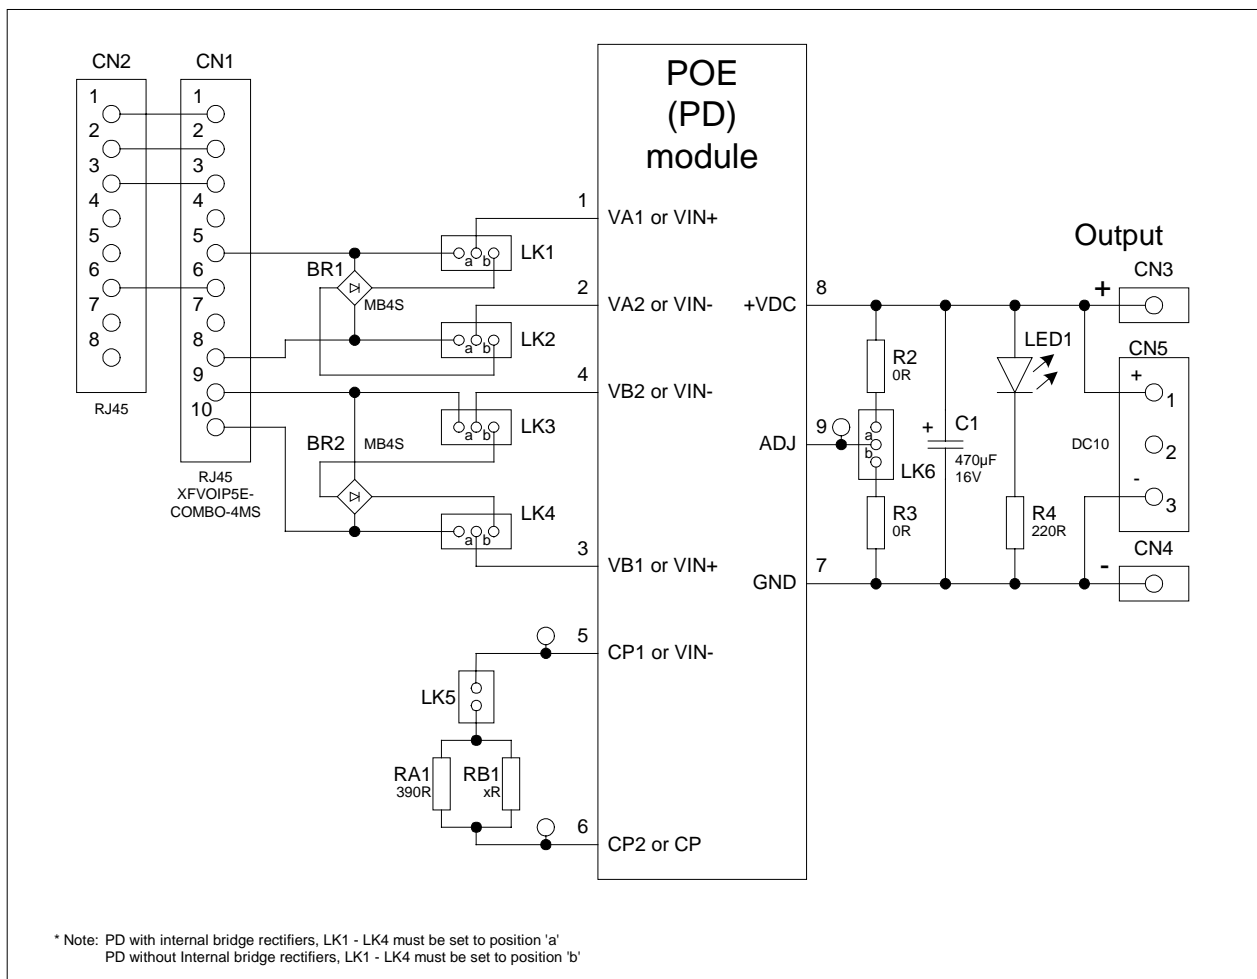 CN2
CN1
1
2
3
4
5
6
7
8
RJ45
1
2
3
4
5
6
7
8
9
10
RJ45
XFVOIP5E-
COMBO-4MS
BR1
MB4S
BR2
MB4S
a b
LK1
a b
LK2
a b
LK3
a b
LK4
LK5
RA1
390R
RB1
xR
POE
(PD)
module
1
VA1 or VIN+
2
VA2 or VIN-
4
VB2 or VIN-
3
VB1 or VIN+
5
CP1 or VIN-
6
CP2 or CP
+VDC
8
ADJ
9
GND
7
R2
0R
a
b
LK6
R3
0R
+
C1
470µF
16V
LED1
R4
220R
Output
+
CN3
CN5
+
1
DC10
2
-
3
-
CN4
* Note: PD with internal bridge rectifiers, LK1 - LK4 must be set to position 'a'
PD without Internal bridge rectifiers, LK1 - LK4 must be set to position 'b'